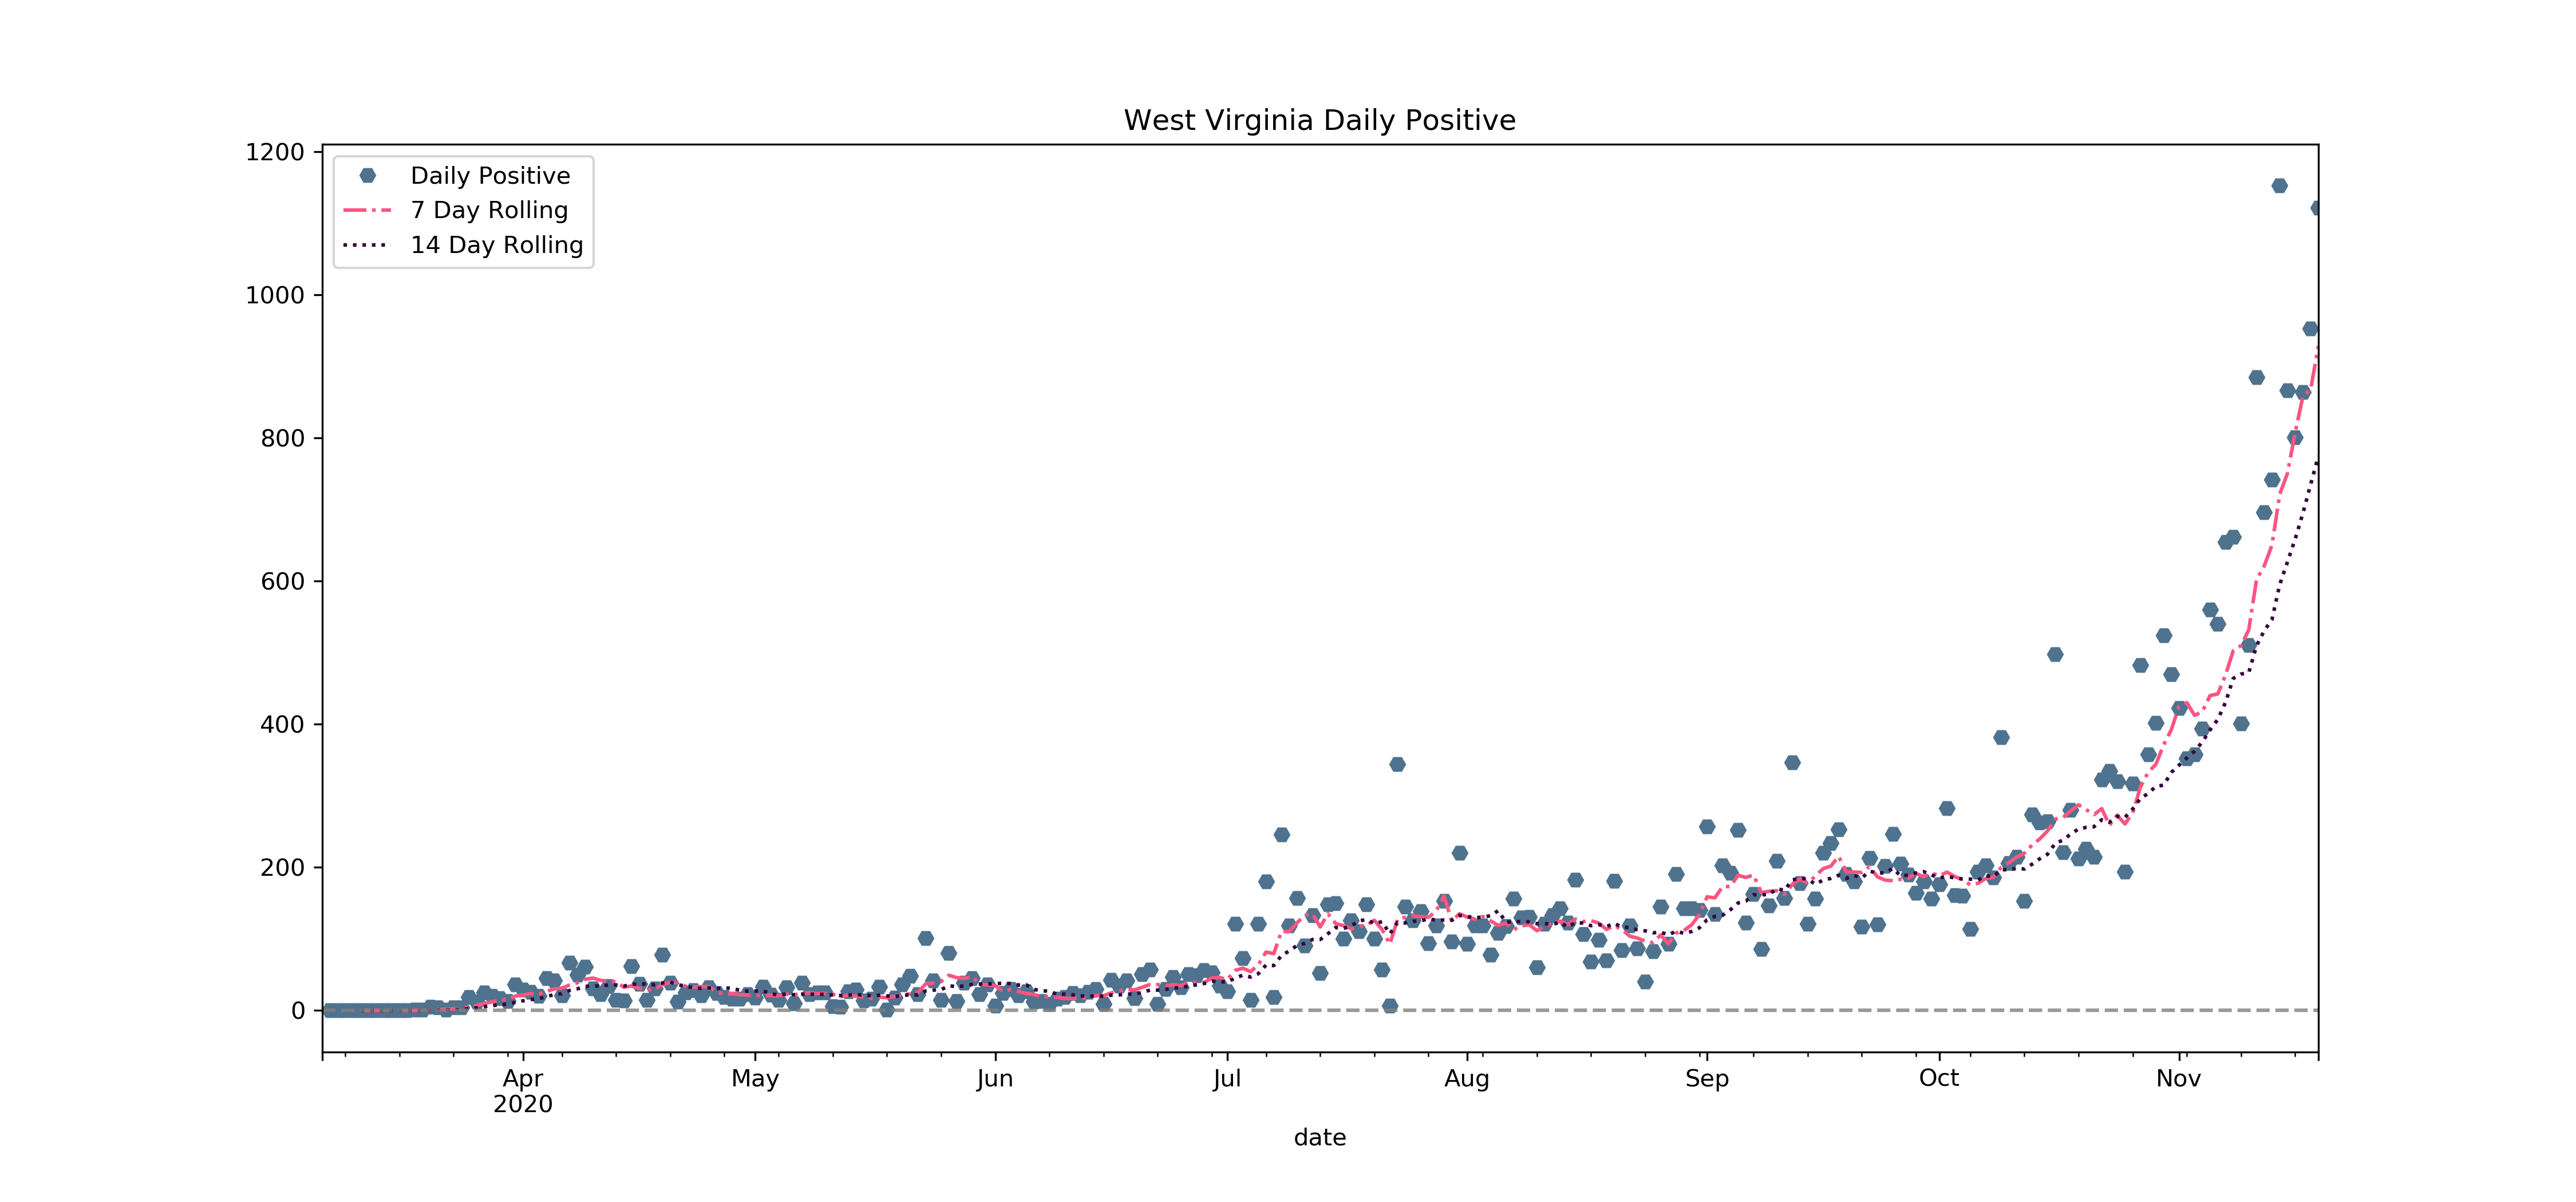 West Virginia Daily Positive
1200
1000
800
600
400
200
0
Daily Positive
7 Day Rolling
14 Day Rolling
Apr May Jun Jul Aug Sep Oct Nov
2020
date